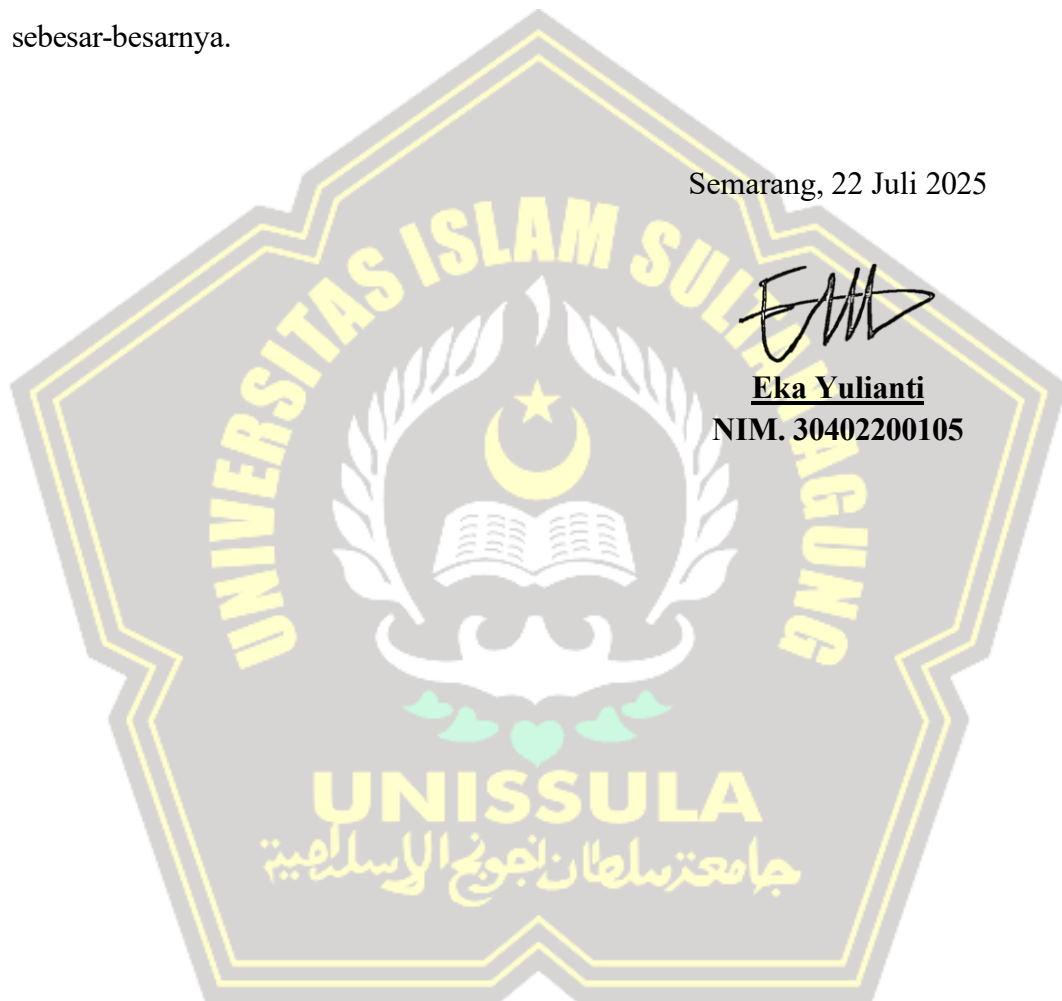 sebesar-besarnya.
Semarang, 22 Juli 2025
Eka Yulianti
NIM. 30402200105
UNIVERSITAS ISLAM SULTAN AGUNG
UNISSULA
جامعة سلطان أجونج الإسلامية